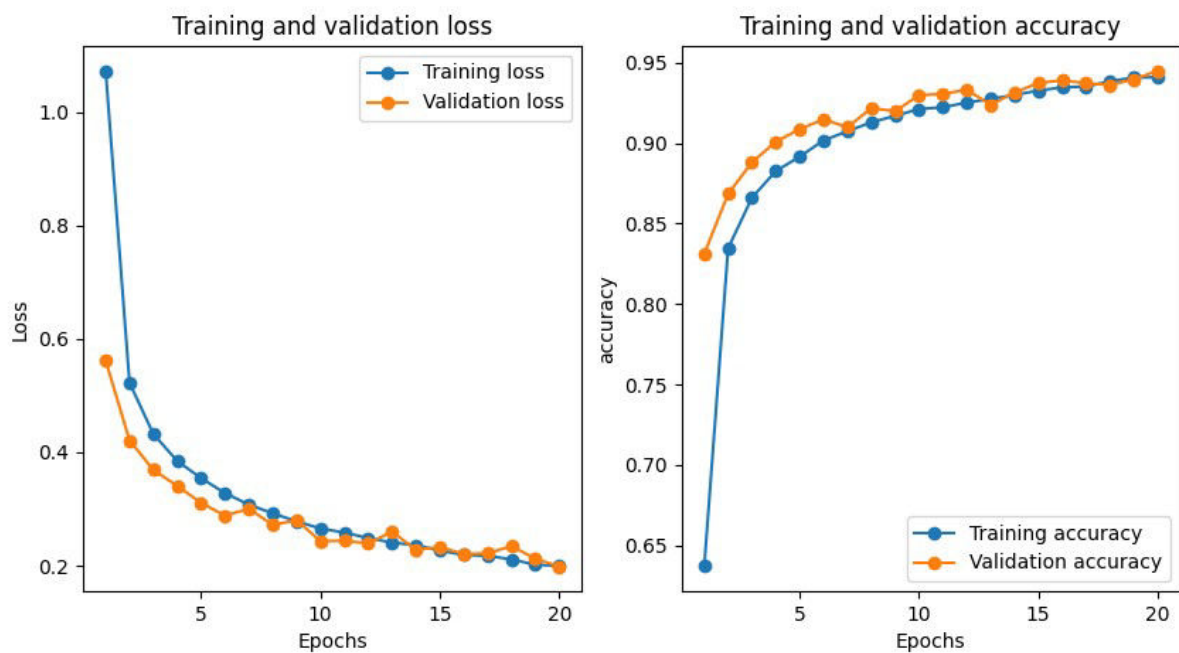 Training and validation loss
Training loss
Validation loss
1.0
0.8
0.6
0.4
0.2
Loss
5
10
15
20
Epochs
Training and validation accuracy
0.95
0.90
0.85
0.80
0.75
0.70
0.65
accuracy
Training accuracy
Validation accuracy
5
10
15
20
Epochs